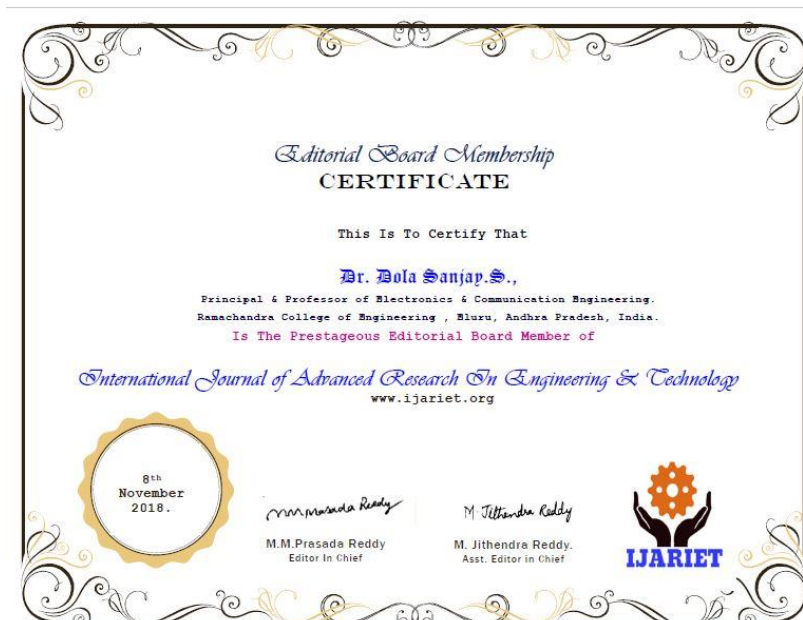 Editorial Board Membership
CERTIFICATE
This Is To Certify That
Dr. Dola Sanjay.S.,
Principal & Professor of Electronics & Communication Engineering.
Ramachandra College of Engineering , Eluru, Andhra Pradesh, India.
Is The Prestageous Editorial Board Member of
International Journal of Advanced Research In Engineering & Technology
www.ijariet.org
8th
November
2018.
M.M.Prasada Reddy
M.M.Prasada Reddy
Editor In Chief
M. Jithendra Reddy
M. Jithendra Reddy.
Asst. Editor in Chief
IJARIET